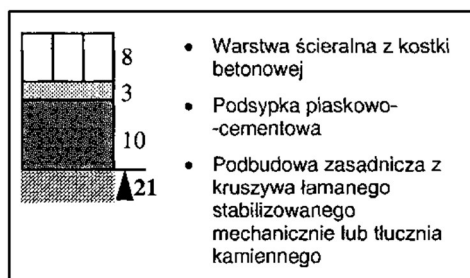 8
3
10
21
• Warstwa ścieralna z kostki
betonowej
• Podsypka piaskowo-
-cementowa
• Podbudowa zasadnicza z
kruszywa łamanego
stabilizowanego
mechanicznie lub tłucznia
kamiennego